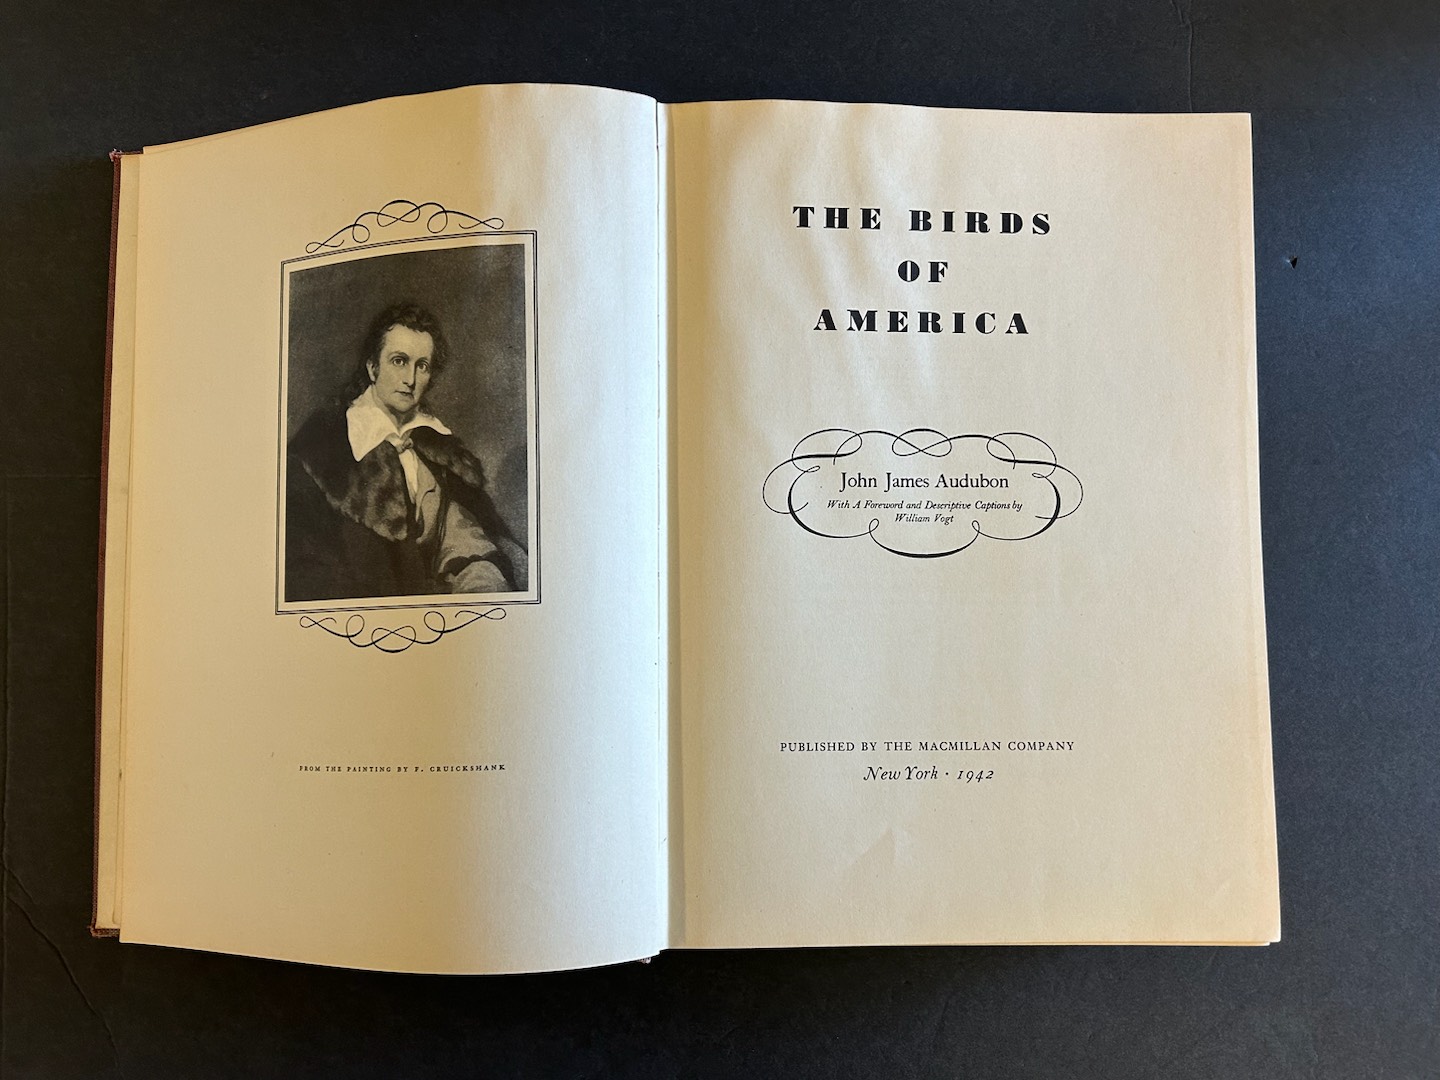 FROM THE PAINTING BY F. CRUICKSHANK
THE BIRDS
OF
AMERICA
John James Audubon
With A Foreword and Descriptive Captions by
William Vogt
PUBLISHED BY THE MACMILLAN COMPANY
New York · 1942